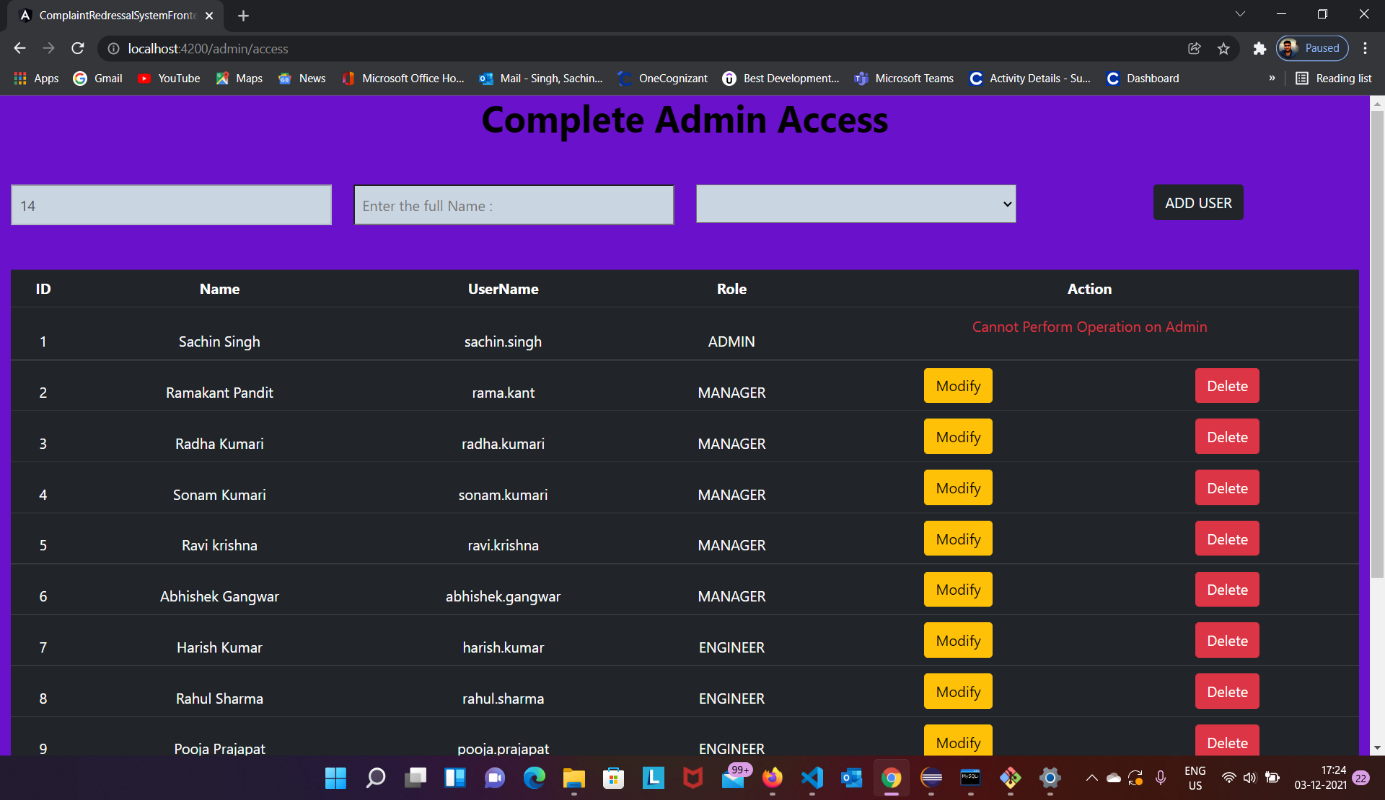 ComplaintRedressalSystemFronte
localhost:4200/admin/access
Paused
Apps Gmail YouTube Maps News Microsoft Office Ho... Mail - Singh, Sachin... OneCognizant Best Development... Microsoft Teams Activity Details - Su... Dashboard » Reading list
Complete Admin Access
14 Enter the full Name : ADD USER
ID Name UserName Role Action
1 Sachin Singh sachin.singh ADMIN Cannot Perform Operation on Admin
2 Ramakant Pandit rama.kant MANAGER Modify Delete
3 Radha Kumari radha.kumari MANAGER Modify Delete
4 Sonam Kumari sonam.kumari MANAGER Modify Delete
5 Ravi krishna ravi.krishna MANAGER Modify Delete
6 Abhishek Gangwar abhishek.gangwar MANAGER Modify Delete
7 Harish Kumar harish.kumar ENGINEER Modify Delete
8 Rahul Sharma rahul.sharma ENGINEER Modify Delete
9 Pooja Prajapat pooja.prajapat ENGINEER Modify Delete
L 99+ MySQL ENG 17:24
US 03-12-2021 22